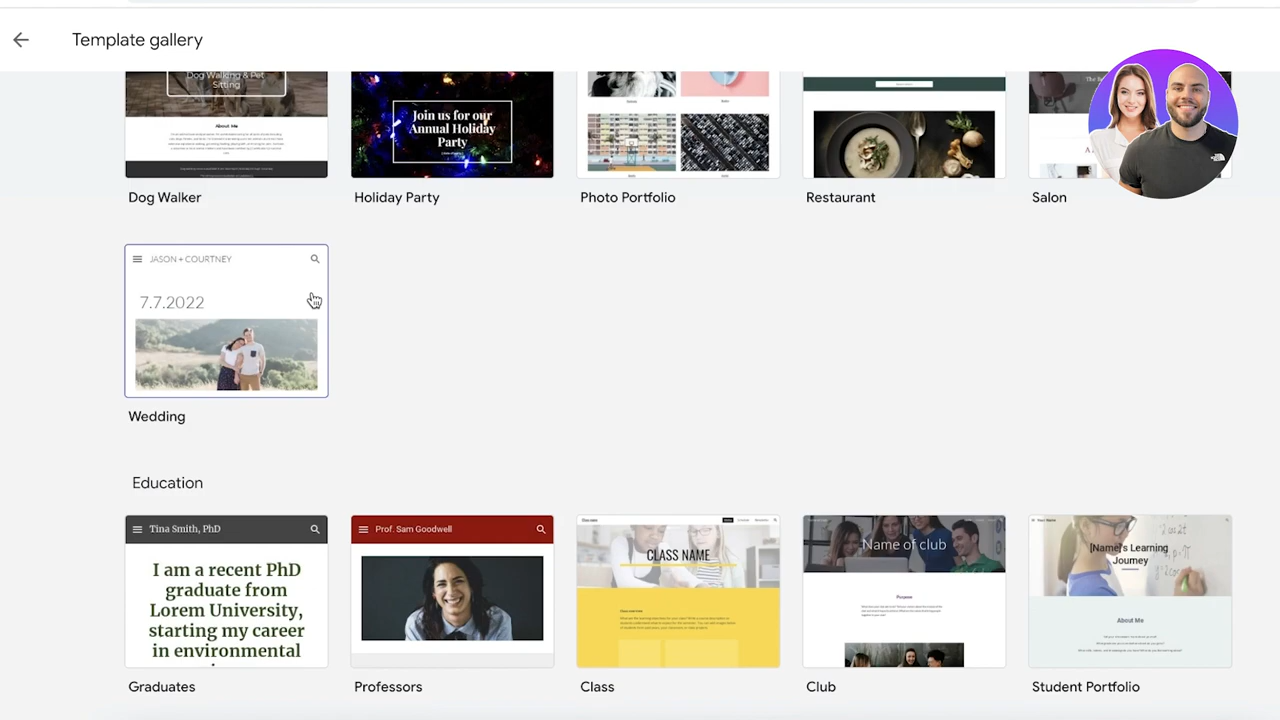 Template gallery
Dog Walking & Pet
Sitting
About Me
Join us for our
Annual Holiday
Party
Dog Walker
Holiday Party
Photo Portfolio
Restaurant
Salon
JASON + COURTNEY
7.7.2022
Wedding
Education
Tina Smith, PhD
I am a recent PhD
graduate from
Lorem University,
starting my career
in environmental
Prof. Sam Goodwell
CLASS NAME
Name of club
Purpose
[Name]'s Learning
Journey
About Me
Graduates
Professors
Class
Club
Student Portfolio